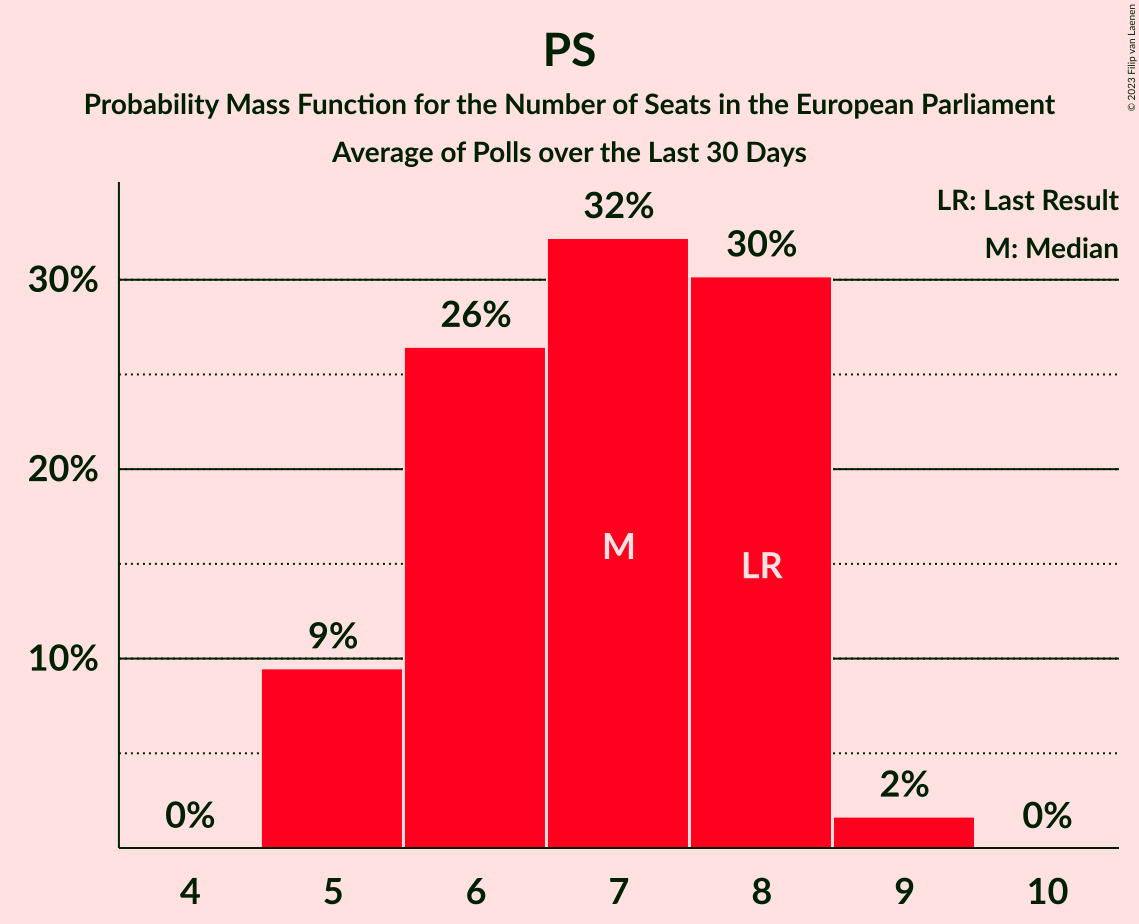 PS
Probability Mass Function for the Number of Seats in the European Parliament
Average of Polls over the Last 30 Days
© 2023 Filip van Laenen
LR: Last Result
M: Median
32%
30%
30%
26%
20%
M
LR
9%
10%
0%
2%
0%
4 5 6 7 8 9 10